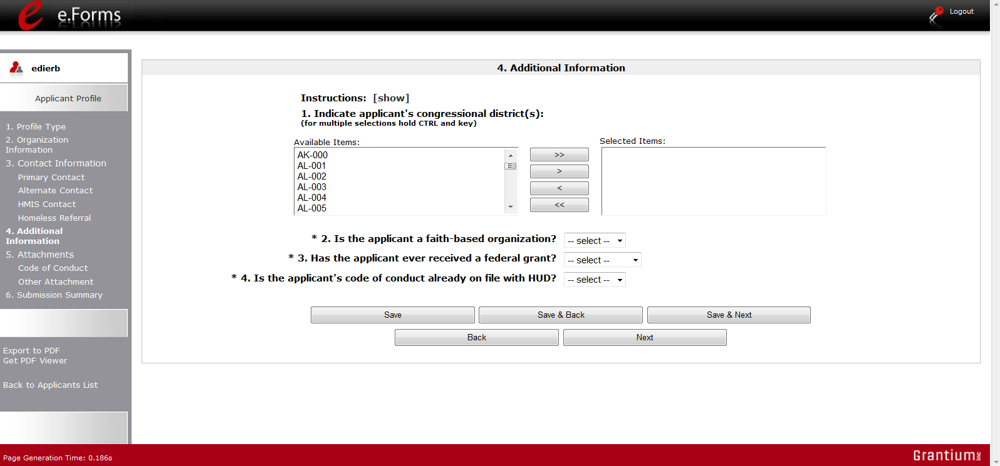 e e.Forms
Logout
edierb
Applicant Profile
1. Profile Type
2. Organization
Information
3. Contact Information
Primary Contact
Alternate Contact
HMIS Contact
Homeless Referral
4. Additional
Information
5. Attachments
Code of Conduct
Other Attachment
6. Submission Summary
Export to PDF
Get PDF Viewer
Back to Applicants List
4. Additional Information
Instructions: [show]
1. Indicate applicant's congressional district(s):
(for multiple selections hold CTRL and key)
Available Items:
AK-000
AL-001
AL-002
AL-003
AL-004
AL-005
>>
>
<
<<
Selected Items:
* 2. Is the applicant a faith-based organization? -- select --
* 3. Has the applicant ever received a federal grant? -- select --
* 4. Is the applicant's code of conduct already on file with HUD? -- select --
Save Save & Back Save & Next
Back Next
Page Generation Time: 0.186s
Grantium inc